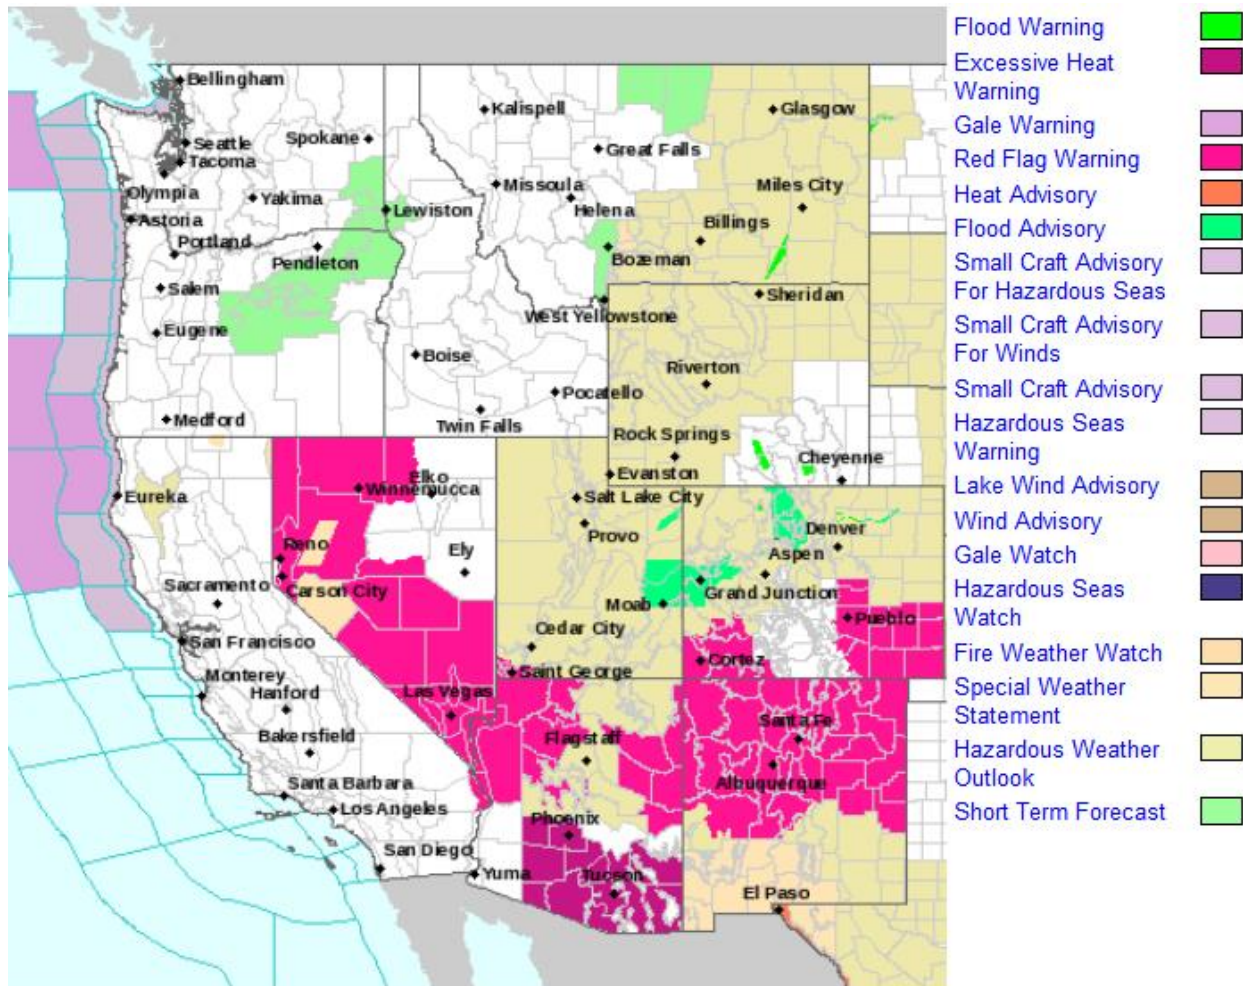 Bellingham
Seattle
Tacoma
Olympia
Astoria
Spokane
Yakima
Lewiston
Portland
Pendleton
Salem
Eugene
Medford
Kalispell
Great Falls
Missoula
Helena
Glasgow
Miles City
Billings
Bozeman
West Yellowstone
Sheridan
Boise
Pocatello
Twin Falls
Riverton
Rock Springs
Evanston
Cheyenne
Eureka
Elko
Winnemucca
Salt Lake City
Provo
Reno
Ely
Carson City
Sacramento
San Francisco
Denver
Aspen
Grand Junction
Moab
Pueblo
Cedar City
Saint George
Cortez
Monterey
Hanford
Las Vegas
Bakersfield
Flagstaff
Santa Fe
Albuquerque
Santa Barbara
Los Angeles
Phoenix
San Diego
Yuma
Tucson
El Paso
Flood Warning
Excessive Heat
Warning
Gale Warning
Red Flag Warning
Heat Advisory
Flood Advisory
Small Craft Advisory
For Hazardous Seas
Small Craft Advisory
For Winds
Small Craft Advisory
Hazardous Seas
Warning
Lake Wind Advisory
Wind Advisory
Gale Watch
Hazardous Seas
Watch
Fire Weather Watch
Special Weather
Statement
Hazardous Weather
Outlook
Short Term Forecast